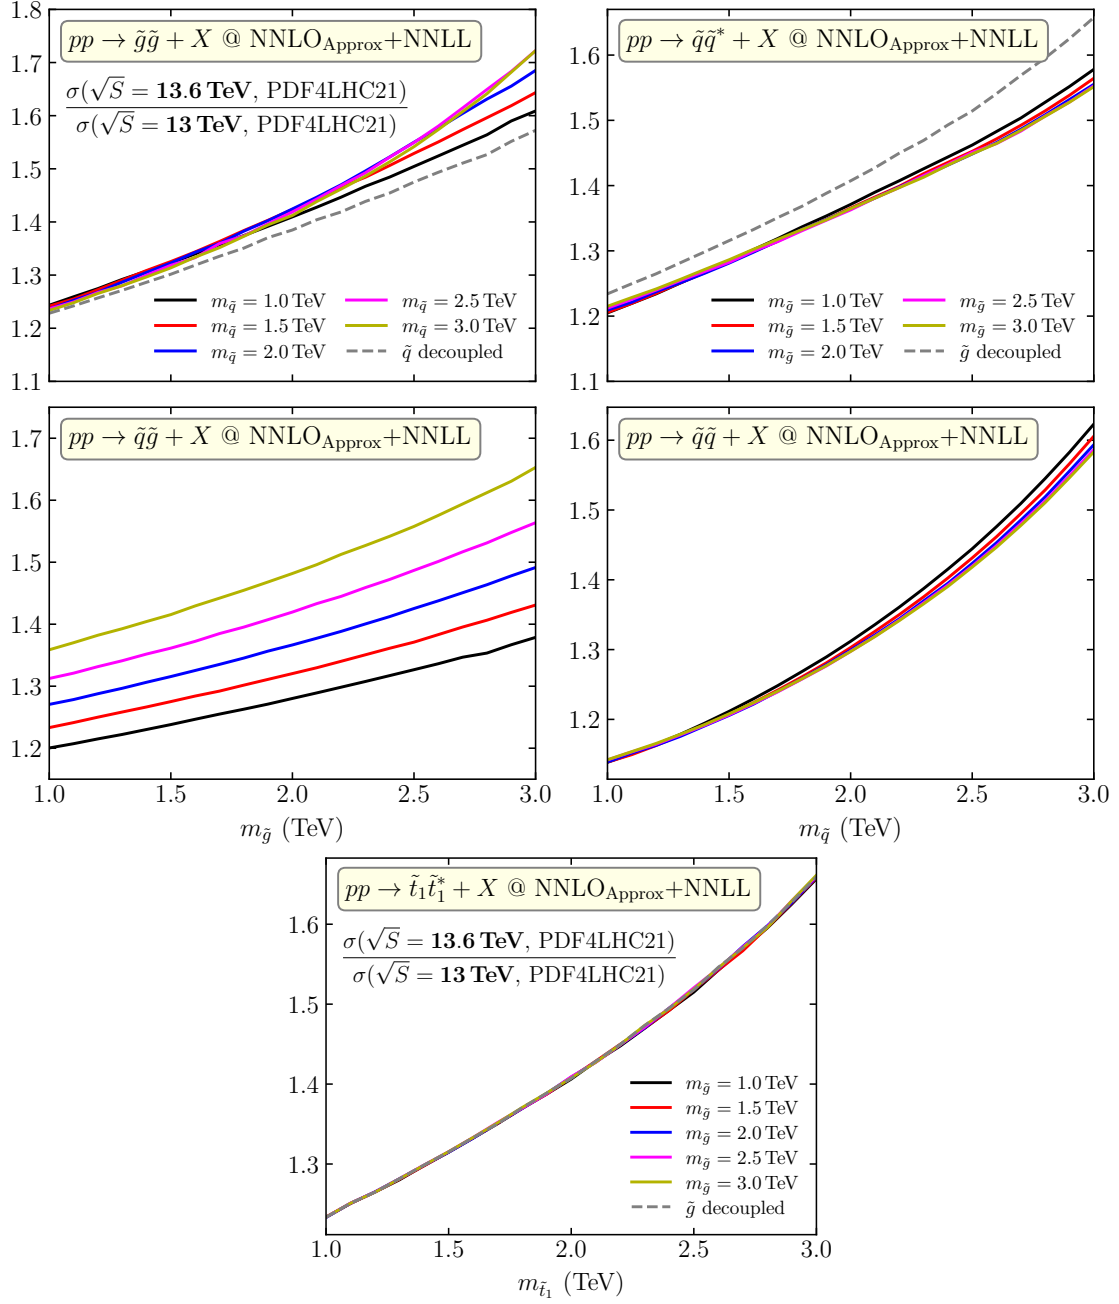 pp → g̃g̃ + X @ NNLO_Approx+NNLL
σ(√S = 13.6 TeV, PDF4LHC21)
σ(√S = 13 TeV, PDF4LHC21)
1.8
1.7
1.6
1.5
1.4
1.3
1.2
1.1
m_q̃ = 1.0 TeV
m_q̃ = 1.5 TeV
m_q̃ = 2.0 TeV
m_q̃ = 2.5 TeV
m_q̃ = 3.0 TeV
q̃ decoupled
pp → q̃q̃* + X @ NNLO_Approx+NNLL
1.6
1.5
1.4
1.3
1.2
1.1
m_g̃ = 1.0 TeV
m_g̃ = 1.5 TeV
m_g̃ = 2.0 TeV
m_g̃ = 2.5 TeV
m_g̃ = 3.0 TeV
g̃ decoupled
pp → q̃g̃ + X @ NNLO_Approx+NNLL
1.7
1.6
1.5
1.4
1.3
1.2
1.0 1.5 2.0 2.5 3.0
m_g̃ (TeV)
pp → q̃q̃ + X @ NNLO_Approx+NNLL
1.6
1.5
1.4
1.3
1.2
1.0 1.5 2.0 2.5 3.0
m_q̃ (TeV)
pp → t̃₁t̃₁* + X @ NNLO_Approx+NNLL
σ(√S = 13.6 TeV, PDF4LHC21)
σ(√S = 13 TeV, PDF4LHC21)
1.6
1.5
1.4
1.3
m_g̃ = 1.0 TeV
m_g̃ = 1.5 TeV
m_g̃ = 2.0 TeV
m_g̃ = 2.5 TeV
m_g̃ = 3.0 TeV
g̃ decoupled
1.0 1.5 2.0 2.5 3.0
m_t̃₁ (TeV)